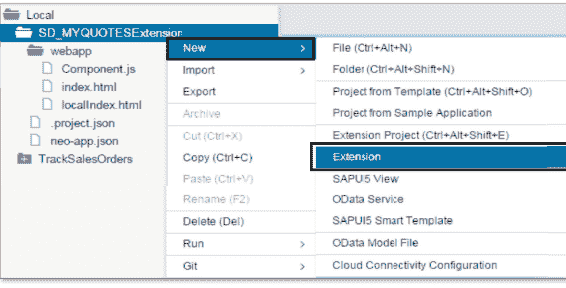 Local
SD_MYQUOTESExtension
webapp
Component.js
index.html
localIndex.html
.project.json
neo-app.json
TrackSalesOrders
New >
Import >
Export
Archive
Cut (Ctrl+X)
Copy (Ctrl+C)
Paste (Ctrl+V)
Rename (F2)
Delete (Del)
Run >
Git >
File (Ctrl+Alt+N)
Folder (Ctrl+Alt+Shift+N)
Project from Template (Ctrl+Alt+Shift+O)
Project from Sample Application
Extension Project (Ctrl+Alt+Shift+E)
Extension
SAPUI5 View
OData Service
SAPUI5 Smart Template
OData Model File
Cloud Connectivity Configuration